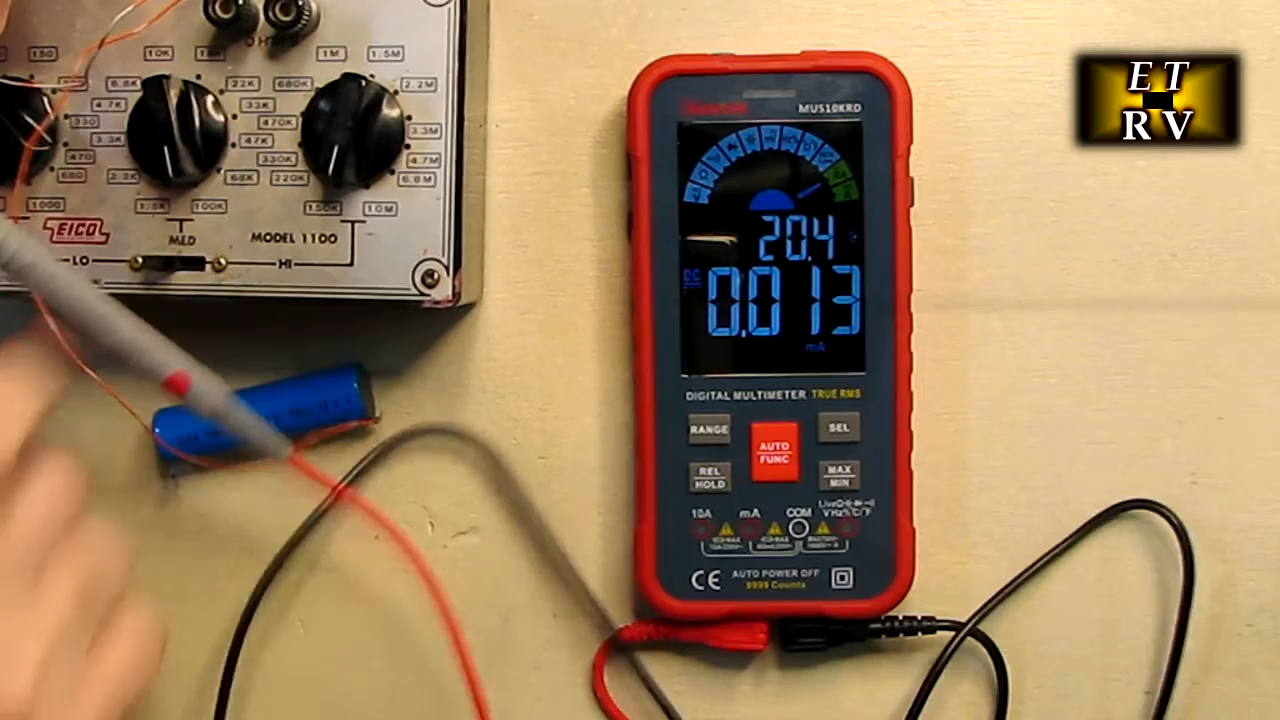 150
10K
1M
1.5M
6.8K
22K
680K
2.2M
4.7K
33K
330
470K
3.3M
3.3K
47K
470
330K
4.7M
680
2.2K
68K
220K
6.8M
1000
1.5K
100K
150K
10M
EICO
MED
MODEL 1100
LO
HI
MUS10KRD
20.4
DC
0.013
mA
DIGITAL MULTIMETER TRUE RMS
RANGE
AUTO
FUNC
SEL
REL
HOLD
MAX
MIN
10A
mA
COM
Live
CE
AUTO POWER OFF
9999 Counts
ET
RV